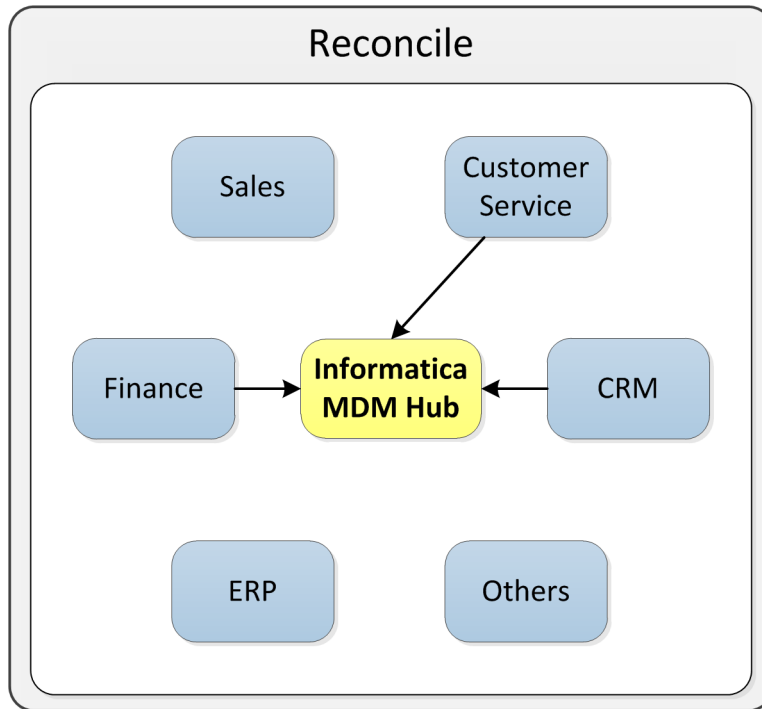 Reconcile
Sales
Customer
Service
Finance
Informatica
MDM Hub
CRM
ERP
Others